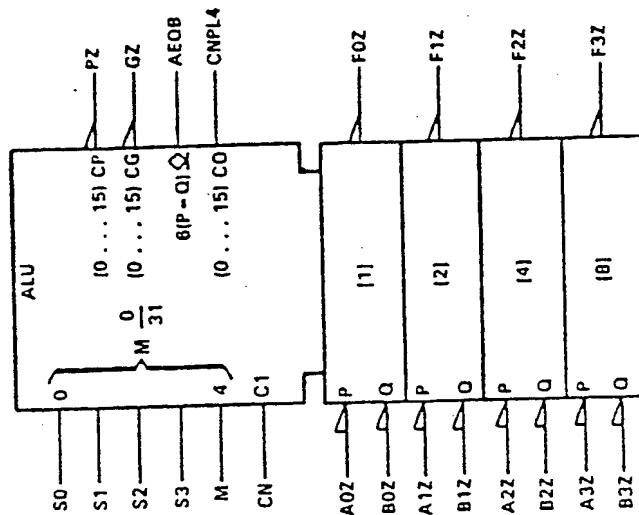 ALU
S0
S1
S2
S3
M
CN
0
4
C1
M 0/31
(0 . . . 15) CP
(0 . . . 15) CG
6(P = Q)
(0 . . . 15) CO
PZ
GZ
AEQB
CNPL4
A0Z
B0Z
A1Z
B1Z
A2Z
B2Z
A3Z
B3Z
P
Q
P
Q
P
Q
P
Q
[1]
[2]
[4]
[8]
F0Z
F1Z
F2Z
F3Z